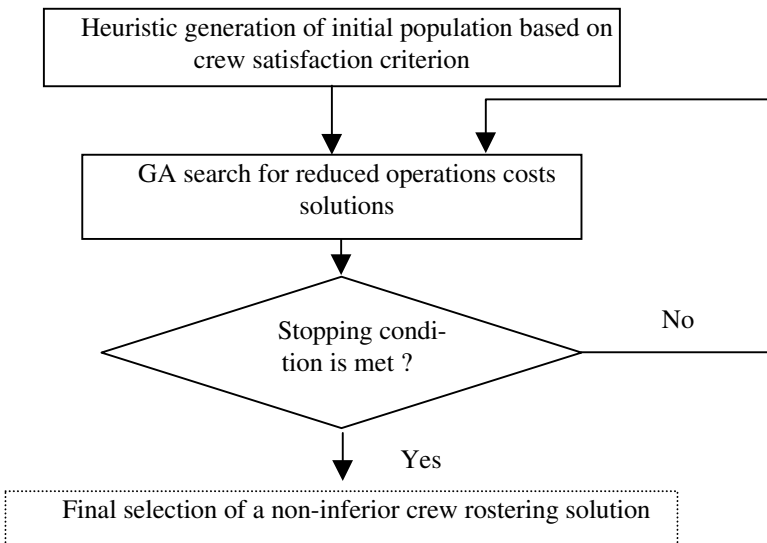 Heuristic generation of initial population based on
crew satisfaction criterion
GA search for reduced operations costs
solutions
Stopping condi-
tion is met ?
No
Yes
Final selection of a non-inferior crew rostering solution